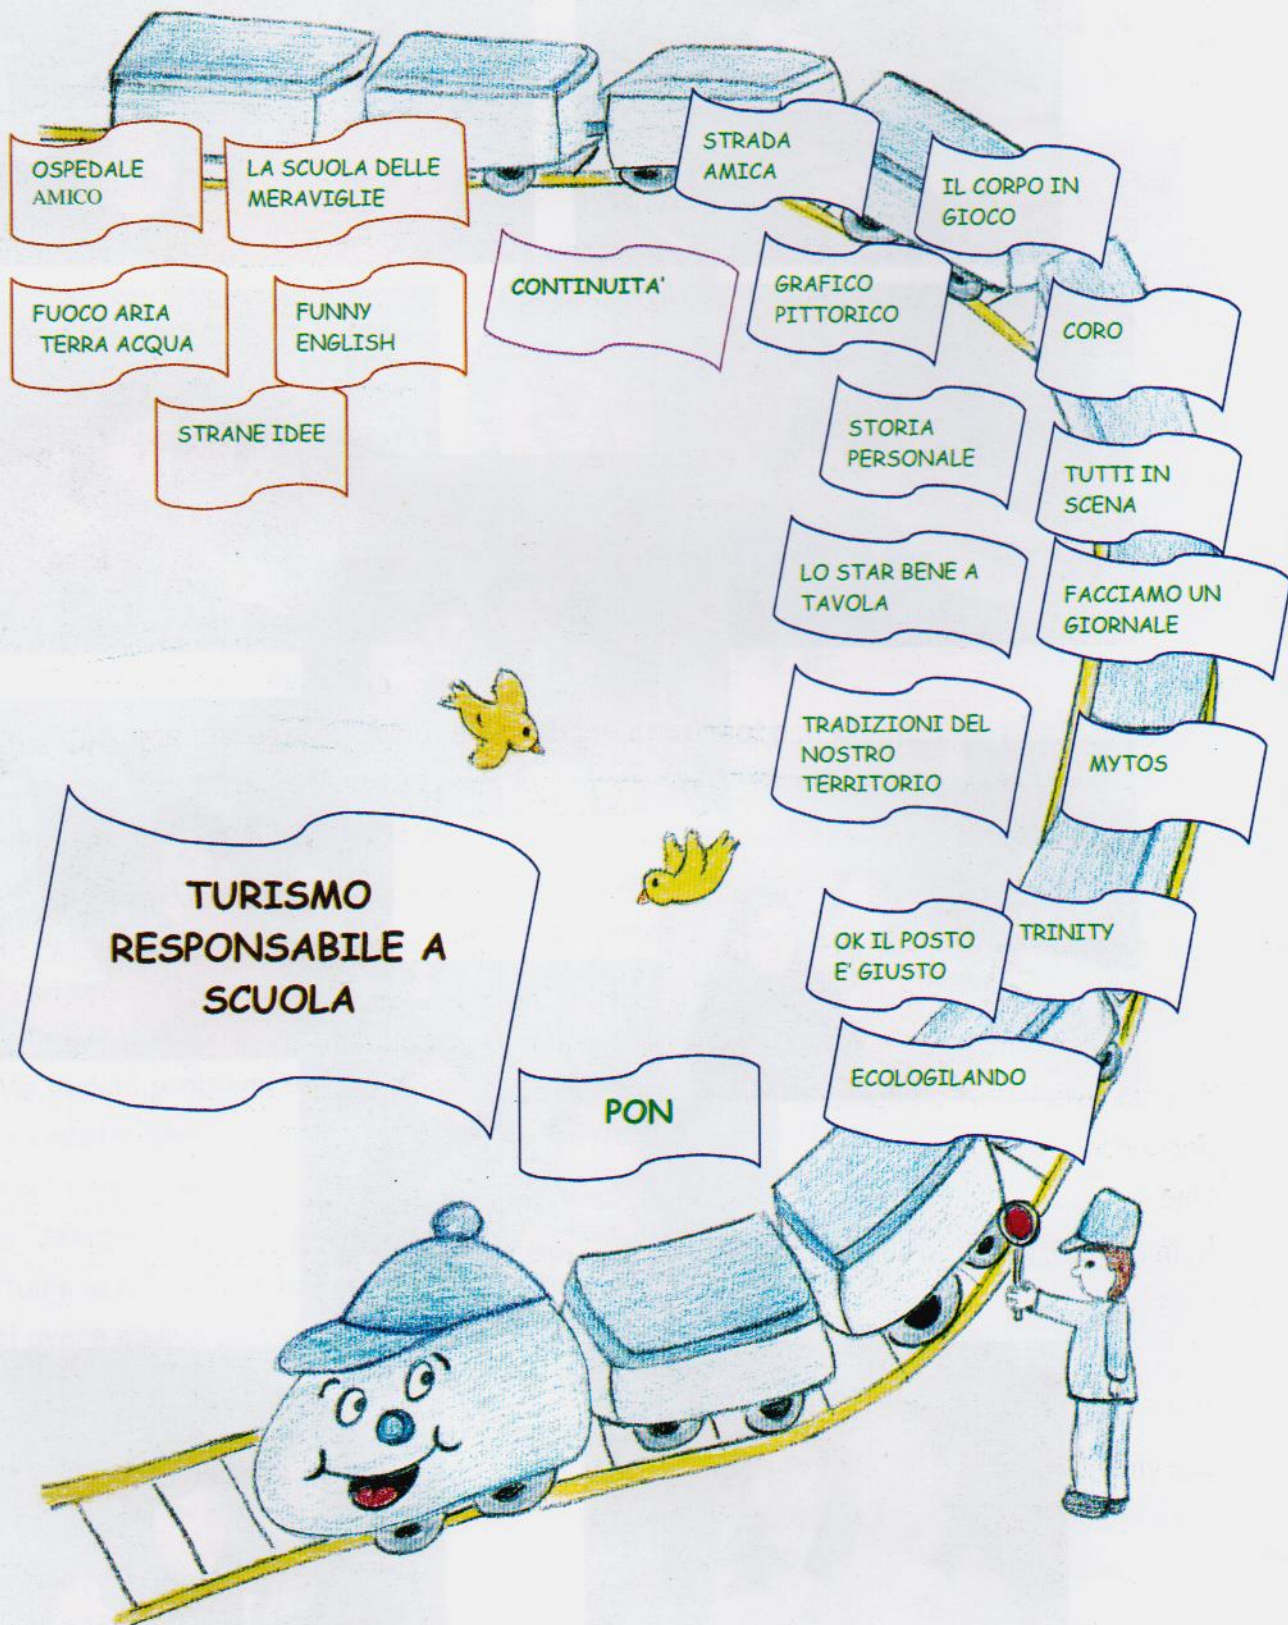 OSPEDALE
AMICO
LA SCUOLA DELLE
MERAVIGLIE
STRADA
AMICA
IL CORPO IN
GIOCO
FUOCO ARIA
TERRA ACQUA
FUNNY
ENGLISH
CONTINUITA'
GRAFICO
PITTORICO
CORO
STRANE IDEE
STORIA
PERSONALE
TUTTI IN
SCENA
LO STAR BENE A
TAVOLA
FACCIAMO UN
GIORNALE
TRADIZIONI DEL
NOSTRO
TERRITORIO
MYTOS
TURISMO
RESPONSABILE A
SCUOLA
OK IL POSTO
E' GIUSTO
TRINITY
ECOLOGILANDO
PON